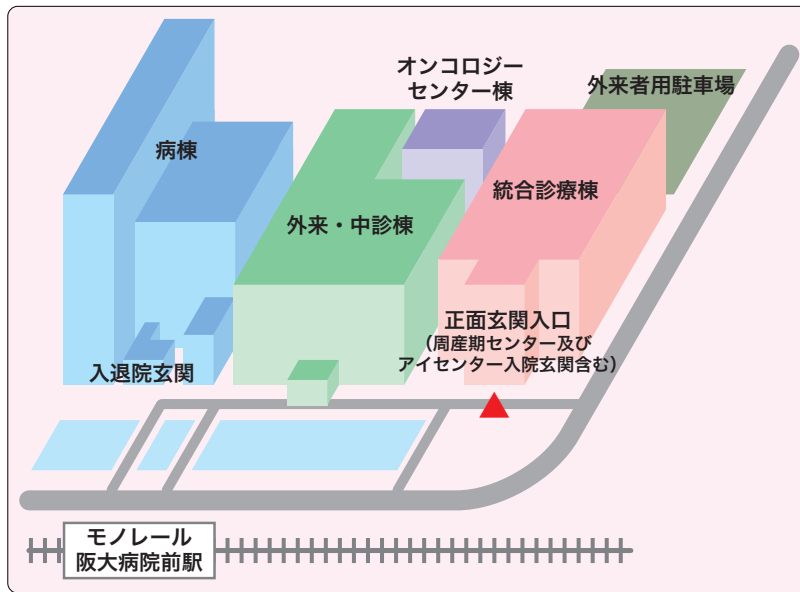 オンコロジー
センター棟
外来者用駐車場
病棟
統合診療棟
外来・中診棟
正面玄関入口
（周産期センター及び
アイセンター入院玄関含む）
入退院玄関
モノレール
阪大病院前駅